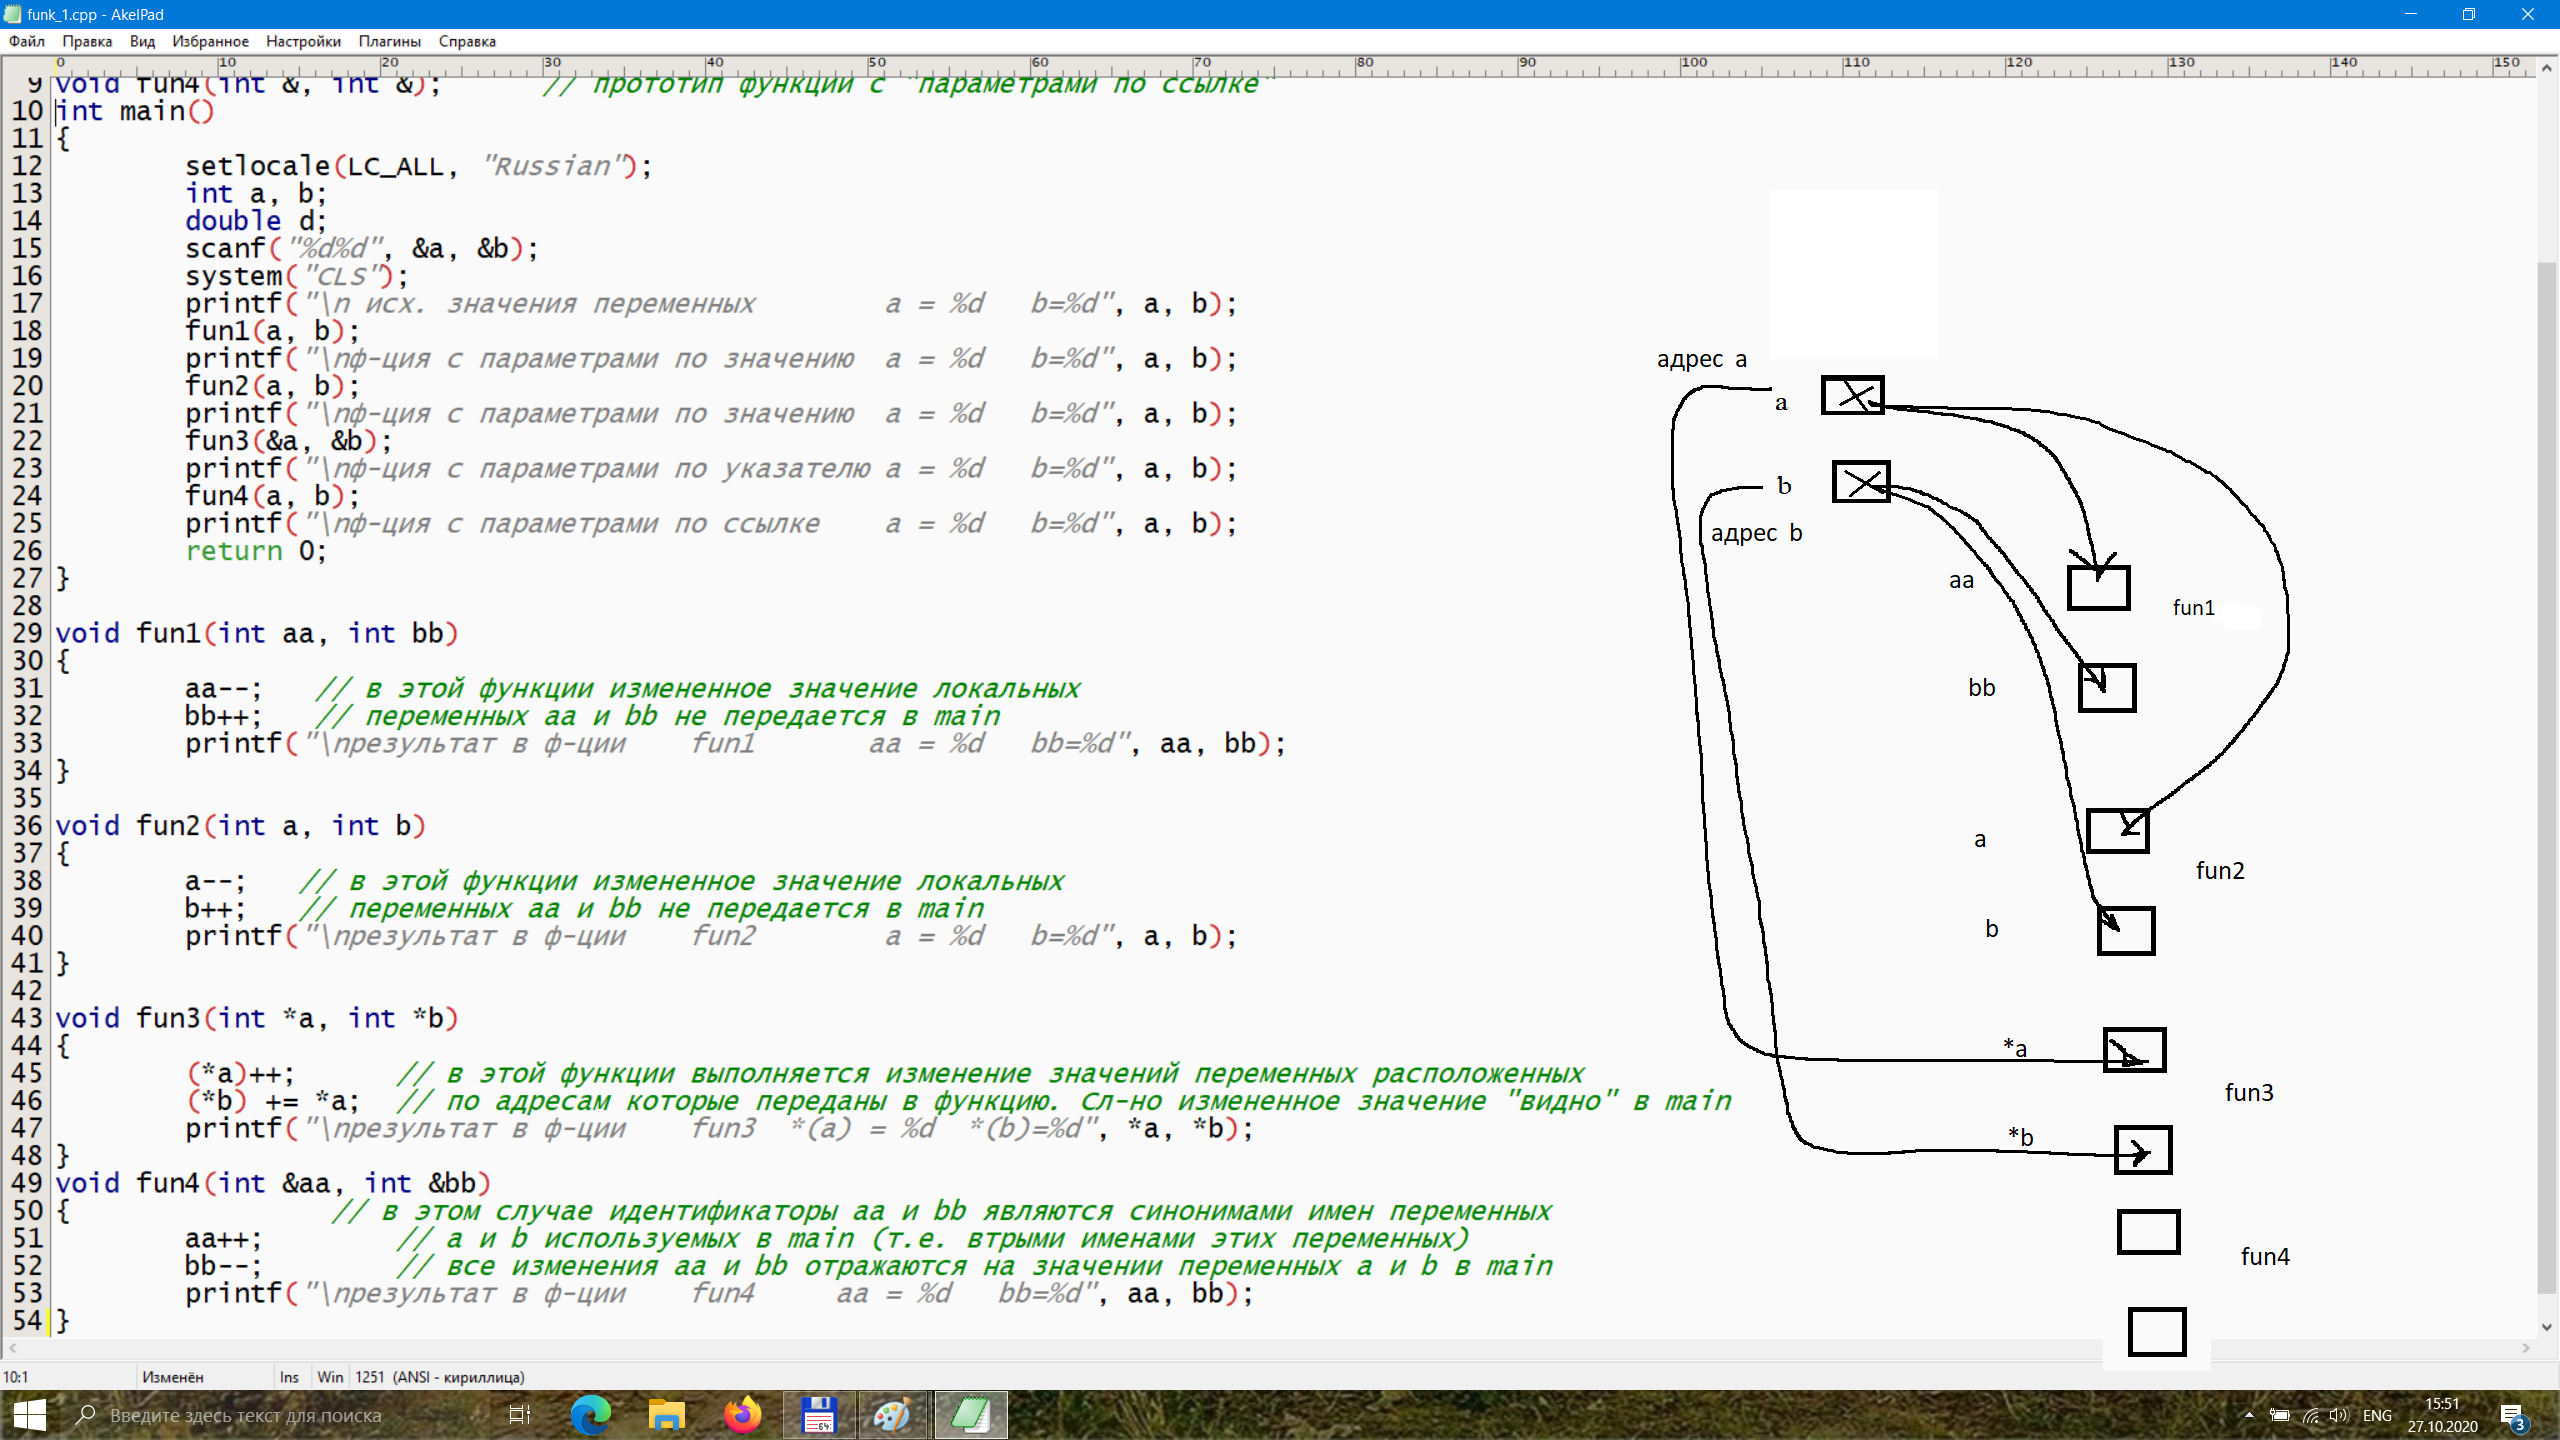 funk_1.cpp - AkelPad
Файл Правка Вид Избранное Настройки Плагины Справка
0 10 20 30 40 50 60 70 80 90 100 110 120 130 140 150
9 void fun4(int &, int &); // прототип функции с "параметрами по ссылке"
10 int main()
11 {
12 setlocale(LC_ALL, "Russian");
13 int a, b;
14 double d;
15 scanf("%d%d", &a, &b);
16 system("CLS");
17 printf("\n исх. значения переменных a = %d b=%d", a, b);
18 fun1(a, b);
19 printf("\nф-ция с параметрами по значению a = %d b=%d", a, b);
20 fun2(a, b);
21 printf("\nф-ция с параметрами по значению a = %d b=%d", a, b);
22 fun3(&a, &b);
23 printf("\nф-ция с параметрами по указателю a = %d b=%d", a, b);
24 fun4(a, b);
25 printf("\nф-ция с параметрами по ссылке a = %d b=%d", a, b);
26 return 0;
27 }
28
29 void fun1(int aa, int bb)
30 {
31 aa--; // в этой функции измененное значение локальных
32 bb++; // переменных aa и bb не передается в main
33 printf("\nрезультат в ф-ции fun1 aa = %d bb=%d", aa, bb);
34 }
35
36 void fun2(int a, int b)
37 {
38 a--; // в этой функции измененное значение локальных
39 b++; // переменных aa и bb не передается в main
40 printf("\nрезультат в ф-ции fun2 a = %d b=%d", a, b);
41 }
42
43 void fun3(int *a, int *b)
44 {
45 (*a)++; // в этой функции выполняется изменение значений переменных расположенных
46 (*b) += *a; // по адресам которые переданы в функцию. Сл-но измененное значение "видно" в main
47 printf("\nрезультат в ф-ции fun3 *(a) = %d *(b)=%d", *a, *b);
48 }
49 void fun4(int &aa, int &bb)
50 { // в этом случае идентификаторы aa и bb являются синонимами имен переменных
51 aa++; // a и b используемых в main (т.е. втрыми именами этих переменных)
52 bb--; // все изменения aa и bb отражаются на значении переменных a и b в main
53 printf("\nрезультат в ф-ции fun4 aa = %d bb=%d", aa, bb);
54 }
адрес a
a
b
адрес b
aa
fun1
bb
a
fun2
b
*a
fun3
*b
fun4
10:1 Изменён Ins Win 1251 (ANSI - кириллица)
Введите здесь текст для поиска
64
ENG
15:51
27.10.2020
3